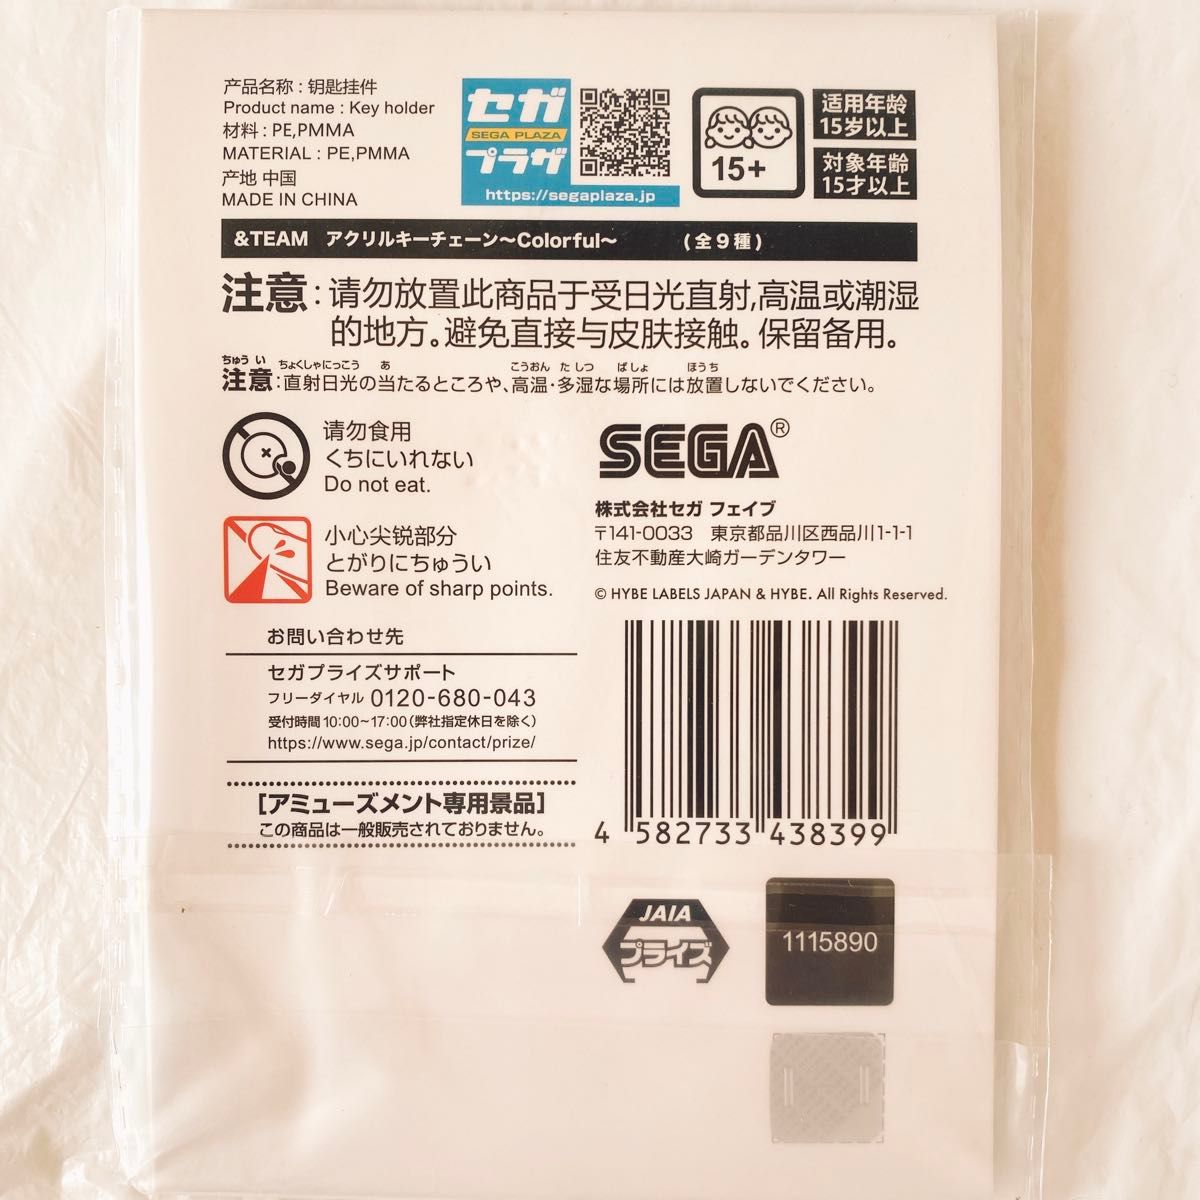 产品名称：钥匙挂件
Product name : Key holder
材料 : PE,PMMA
MATERIAL : PE,PMMA
产地 中国
MADE IN CHINA
セガ
SEGA PLAZA
プラザ
https://segaplaza.jp
15+
适用年龄
15岁以上
対象年齢
15才以上
&TEAM アクリルキーチェーン〜Colorful〜 （全9種）
注意：请勿放置此商品于受日光直射,高温或潮湿
的地方。避免直接与皮肤接触。保留备用。
ちゅうい ちょくしゃにっこう あ こうおん たしつ ばしょ ほうち
注意：直射日光の当たるところや、高温・多湿な場所には放置しないでください。
请勿食用
くちにいれない
Do not eat.
小心尖锐部分
とがりにちゅうい
Beware of sharp points.
SEGA®
株式会社セガ フェイブ
〒141-0033 東京都品川区西品川1-1-1
住友不動産大崎ガーデンタワー
© HYBE LABELS JAPAN & HYBE. All Rights Reserved.
お問い合わせ先
セガプライズサポート
フリーダイヤル 0120-680-043
受付時間 10:00〜17:00（弊社指定休日を除く）
https://www.sega.jp/contact/prize/
［アミューズメント専用景品］
この商品は一般販売されておりません。
4 582733 438399
JAIA
プライズ
1115890